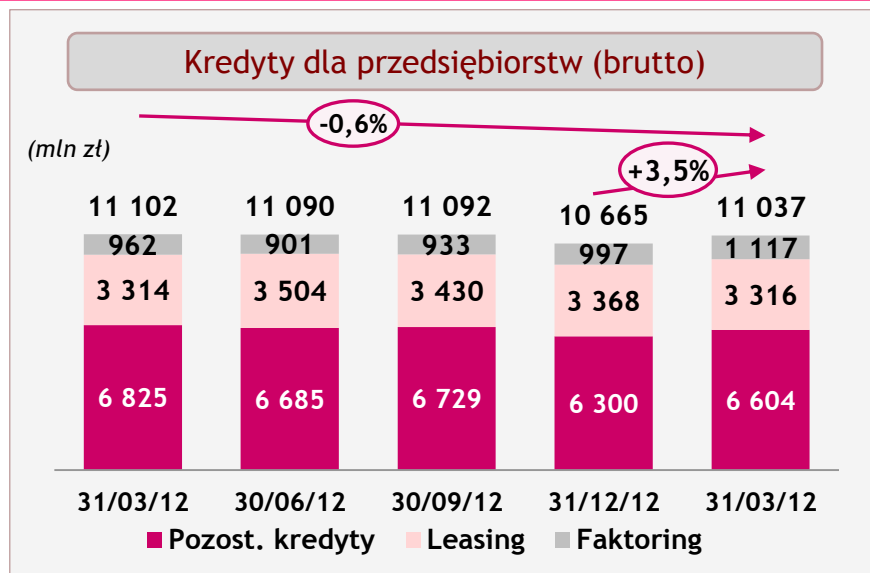 Kredyty dla przedsiębiorstw (brutto)
-0,6%
(mln zł)
+3,5%
11 102 11 090 11 092 10 665 11 037
962 901 933 997 1 117
3 314 3 504 3 430 3 368 3 316
6 825 6 685 6 729 6 300 6 604
31/03/12 30/06/12 30/09/12 31/12/12 31/03/12
Pozost. kredyty Leasing Faktoring